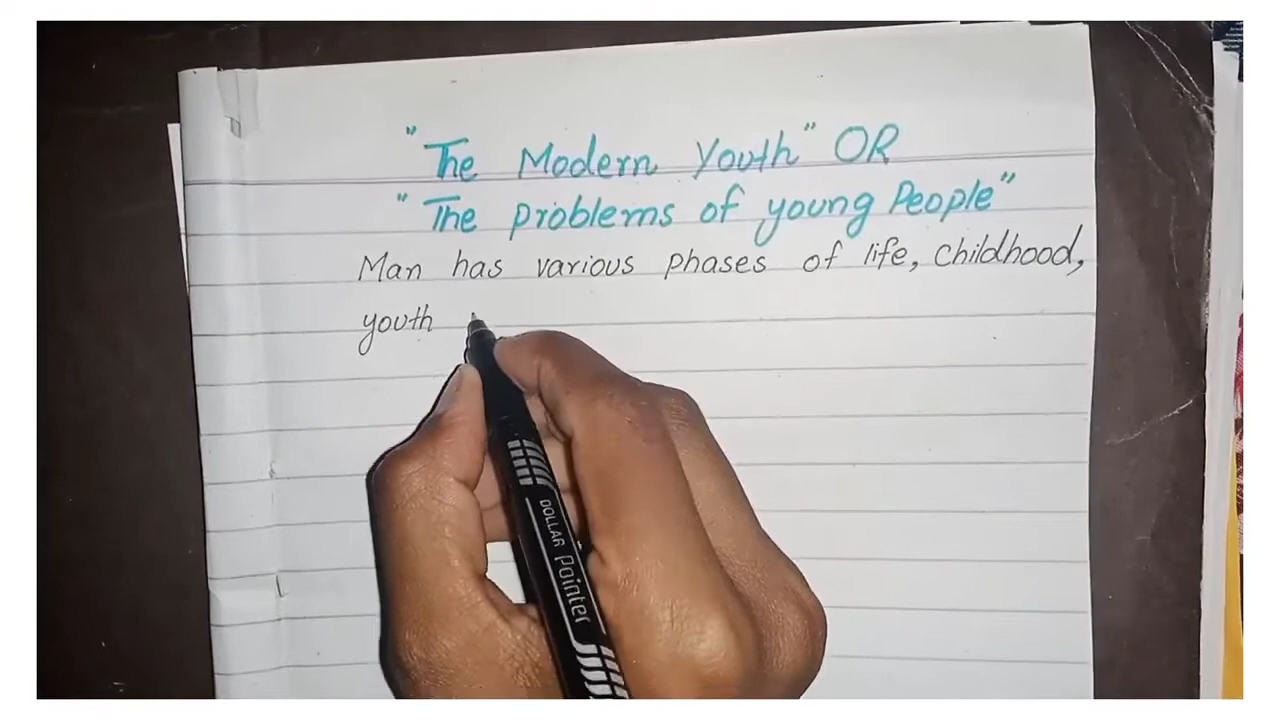 "The Modern Youth" OR
"The problems of young People"
Man has various phases of life, childhood,
youth
DOLLAR Pointer